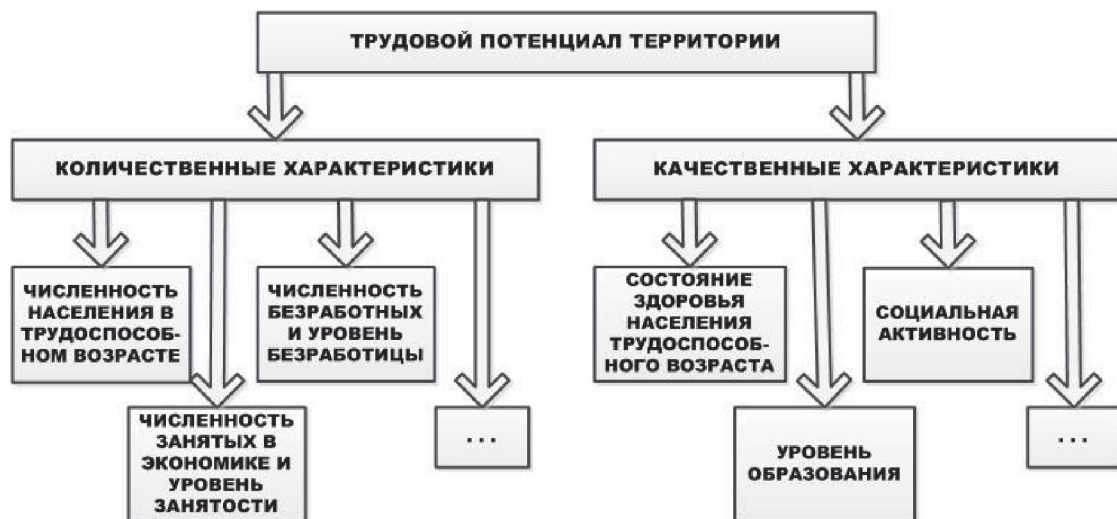 ТРУДОВОЙ ПОТЕНЦИАЛ ТЕРРИТОРИИ
КОЛИЧЕСТВЕННЫЕ ХАРАКТЕРИСТИКИ
КАЧЕСТВЕННЫЕ ХАРАКТЕРИСТИКИ
ЧИСЛЕННОСТЬ
НАСЕЛЕНИЯ В
ТРУДОСПОСОБ-
НОМ ВОЗРАСТЕ
ЧИСЛЕННОСТЬ
БЕЗРАБОТНЫХ
И УРОВЕНЬ
БЕЗРАБОТИЦЫ
СОСТОЯНИЕ
ЗДОРОВЬЯ
НАСЕЛЕНИЯ
ТРУДОСПОСОБ-
НОГО ВОЗРАСТА
СОЦИАЛЬНАЯ
АКТИВНОСТЬ
ЧИСЛЕННОСТЬ
ЗАНЯТЫХ В
ЭКОНОМИКЕ И
УРОВЕНЬ
ЗАНЯТОСТИ
...
УРОВЕНЬ
ОБРАЗОВАНИЯ
...